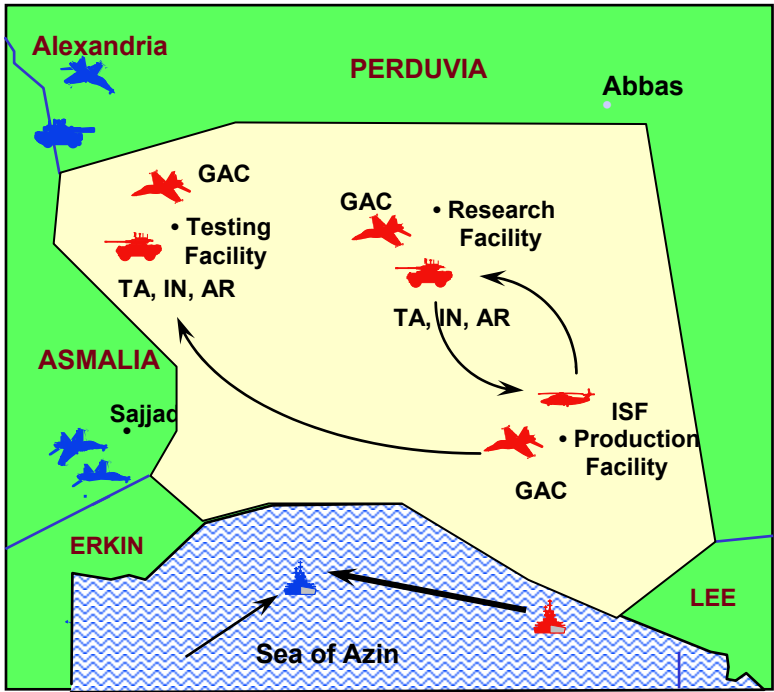 Alexandria
PERDUVIA
Abbas
GAC
• Testing
Facility
TA, IN, AR
GAC
• Research
Facility
TA, IN, AR
ASMALIA
Sajjad
ISF
• Production
Facility
GAC
ERKIN
LEE
Sea of Azin